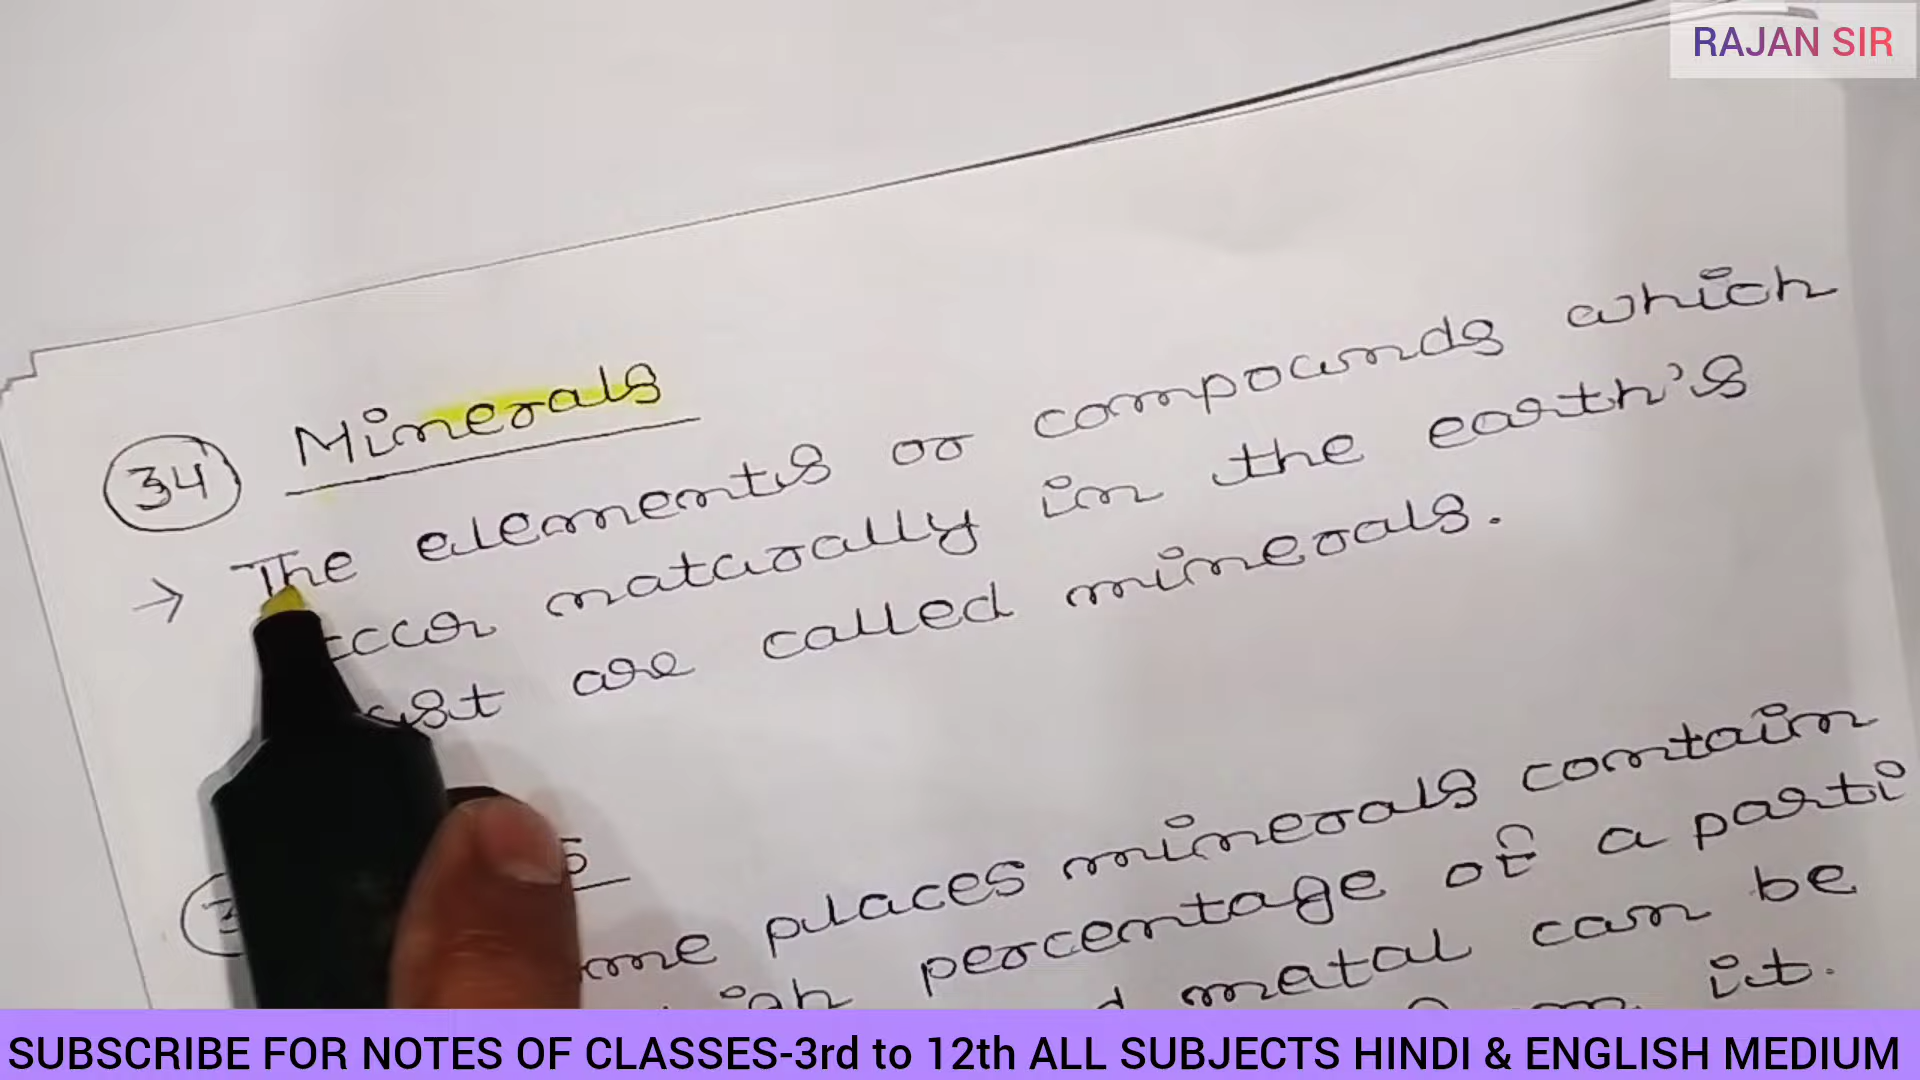 RAJAN SIR
34 Minerals
→ The elements or compounds which
occur naturally in the earth's
crust are called minerals.
places minerals contain
percentage of a parti
metal can be
it.
SUBSCRIBE FOR NOTES OF CLASSES-3rd to 12th ALL SUBJECTS HINDI & ENGLISH MEDIUM